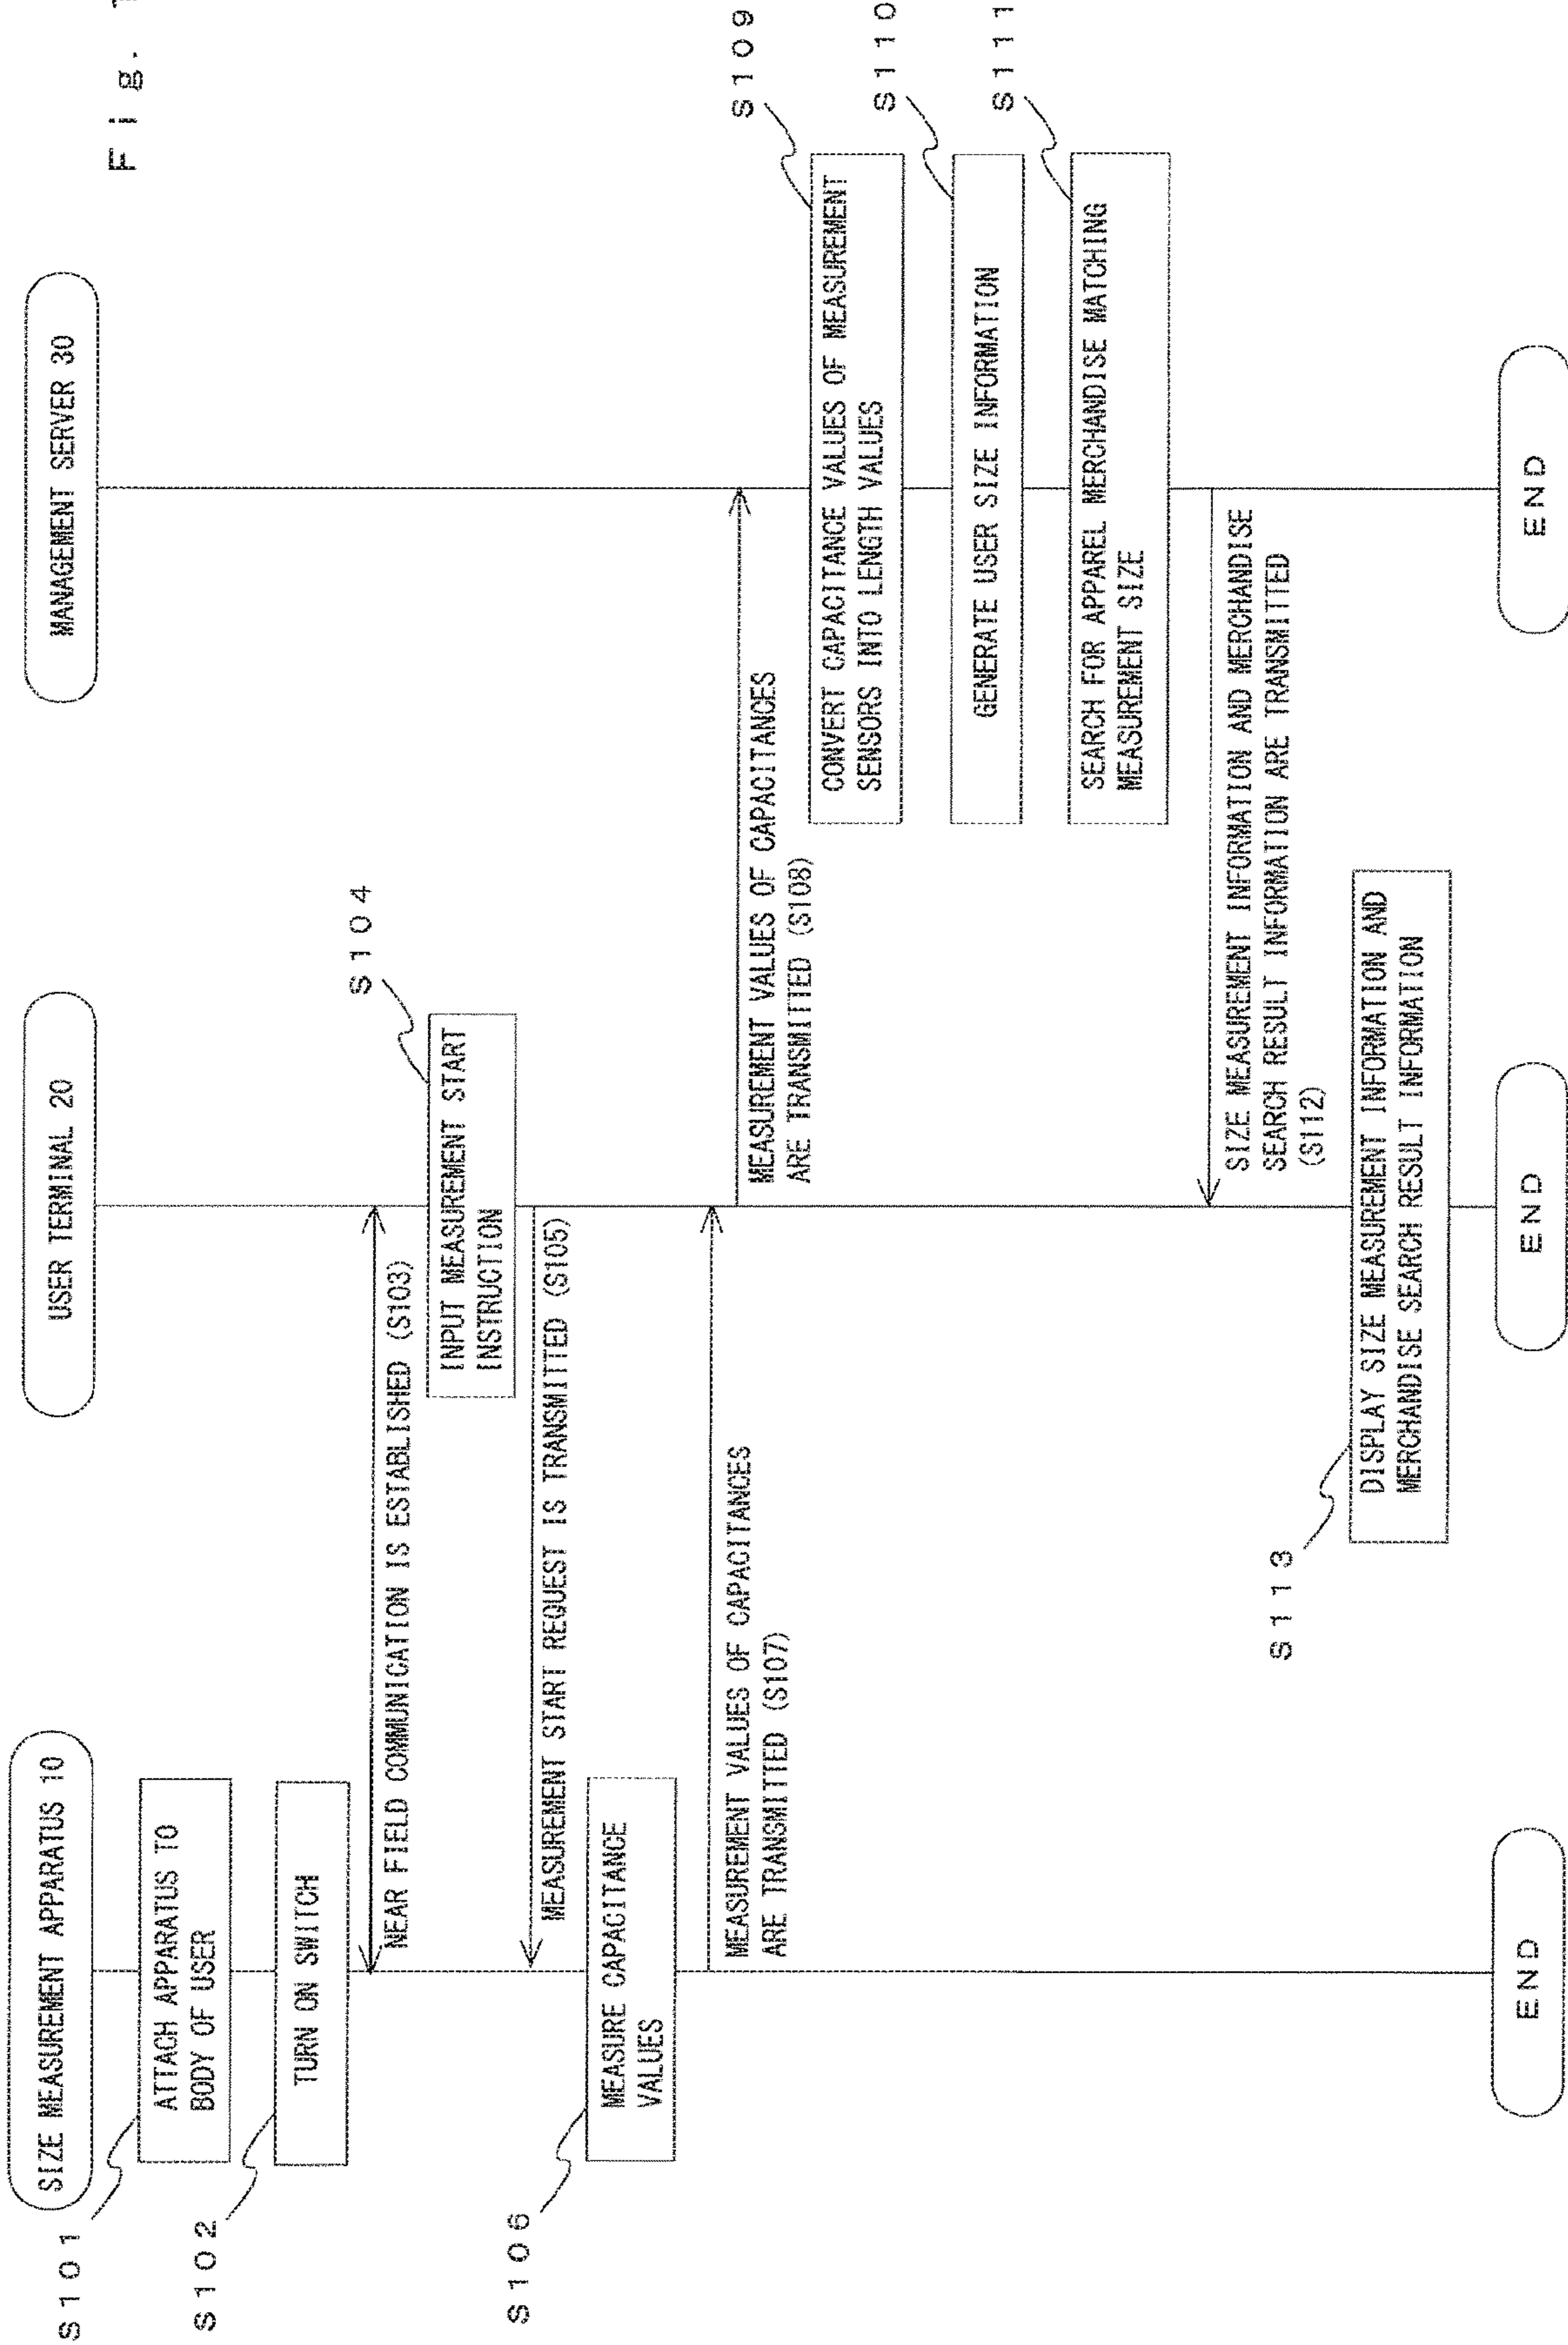 Fig.
SIZE MEASUREMENT APPARATUS 10
USER TERMINAL 20
MANAGEMENT SERVER 30
S101
ATTACH APPARATUS TO
BODY OF USER
S102
TURN ON SWITCH
NEAR FIELD COMMUNICATION IS ESTABLISHED (S103)
S104
INPUT MEASUREMENT START
INSTRUCTION
MEASUREMENT START REQUEST IS TRANSMITTED (S105)
S106
MEASURE CAPACITANCE
VALUES
MEASUREMENT VALUES OF CAPACITANCES
ARE TRANSMITTED (S107)
MEASUREMENT VALUES OF CAPACITANCES
ARE TRANSMITTED (S108)
S109
CONVERT CAPACITANCE VALUES OF MEASUREMENT
SENSORS INTO LENGTH VALUES
S110
GENERATE USER SIZE INFORMATION
S111
SEARCH FOR APPAREL MERCHANDISE MATCHING
MEASUREMENT SIZE
SIZE MEASUREMENT INFORMATION AND MERCHANDISE
SEARCH RESULT INFORMATION ARE TRANSMITTED
(S112)
S113
DISPLAY SIZE MEASUREMENT INFORMATION AND
MERCHANDISE SEARCH RESULT INFORMATION
END
END
END